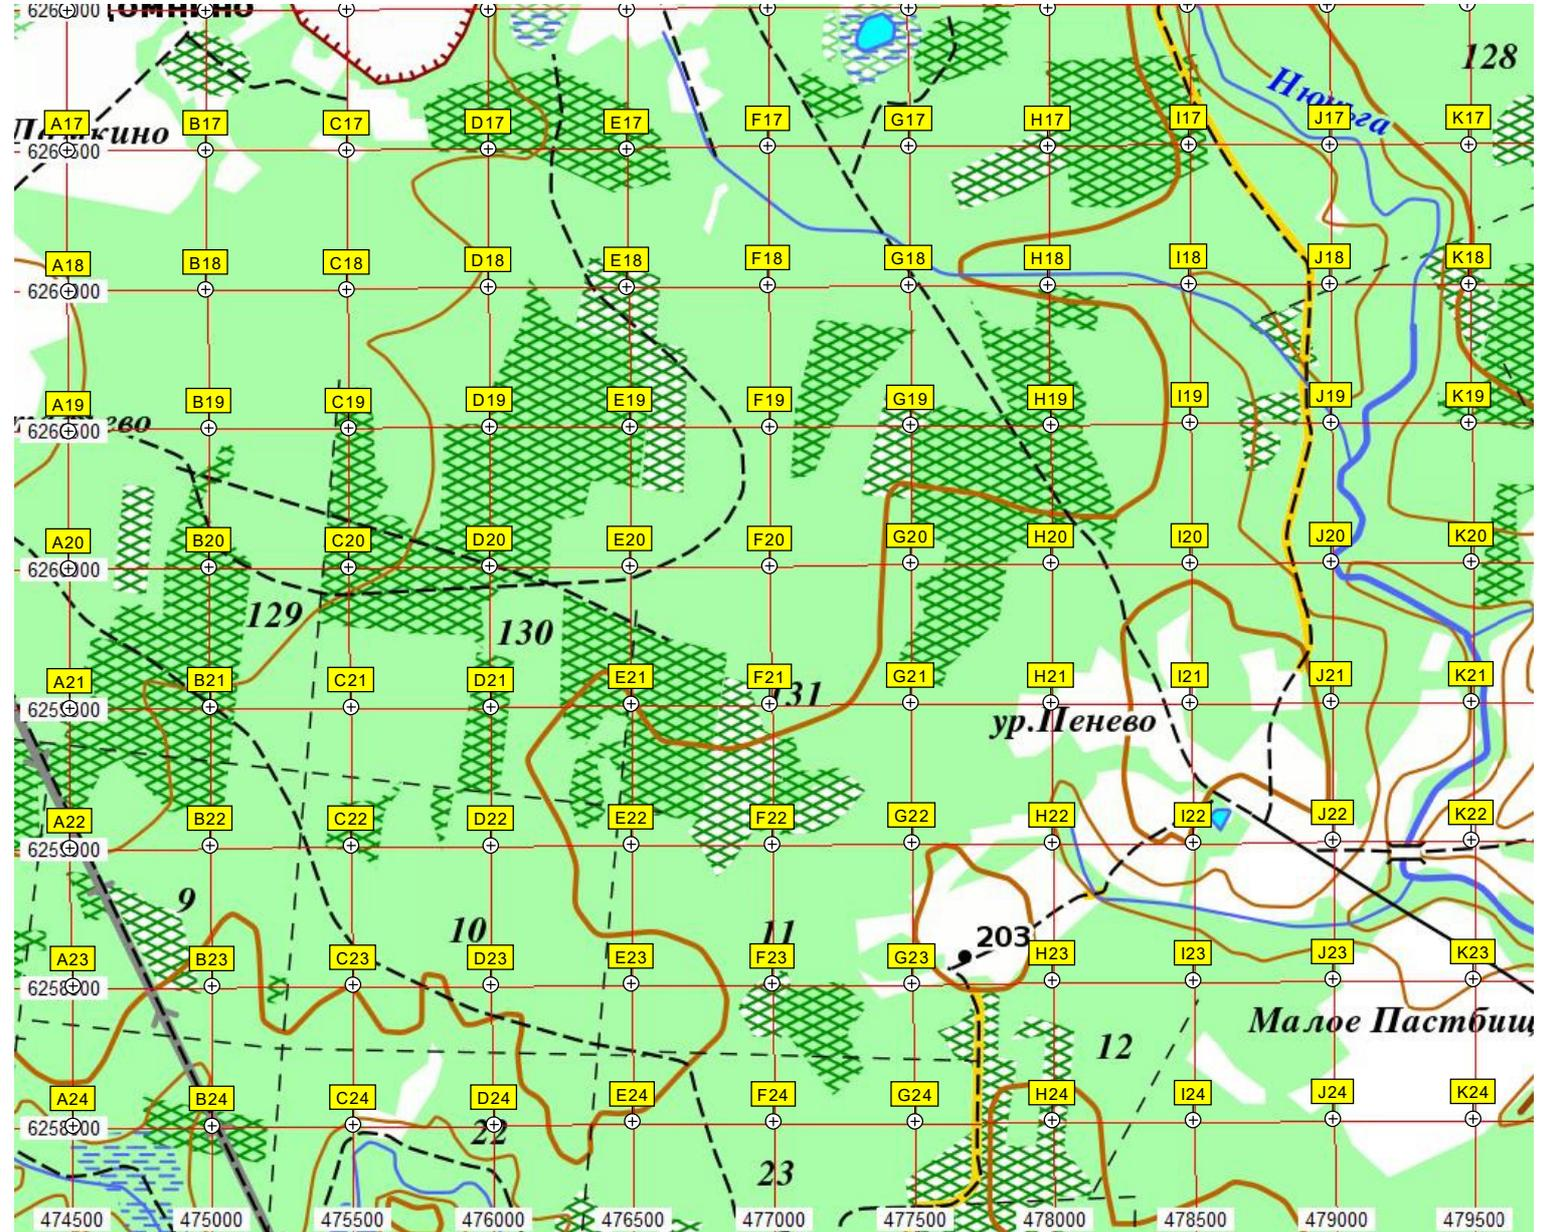 128
Нючьга
A17 B17 C17 D17 E17 F17 G17 H17 I17 J17 K17
A18 B18 C18 D18 E18 F18 G18 H18 I18 J18 K18
A19 B19 C19 D19 E19 F19 G19 H19 I19 J19 K19
A20 B20 C20 D20 E20 F20 G20 H20 I20 J20 K20
129
130
A21 B21 C21 D21 E21 F21 G21 H21 I21 J21 K21
131
ур.Пенево
A22 B22 C22 D22 E22 F22 G22 H22 I22 J22 K22
9
10
11
203
A23 B23 C23 D23 E23 F23 G23 H23 I23 J23 K23
Малое Пастбищ
12
A24 B24 C24 D24 E24 F24 G24 H24 I24 J24 K24
22
23
474500 475000 475500 476000 476500 477000 477500 478000 478500 479000 479500